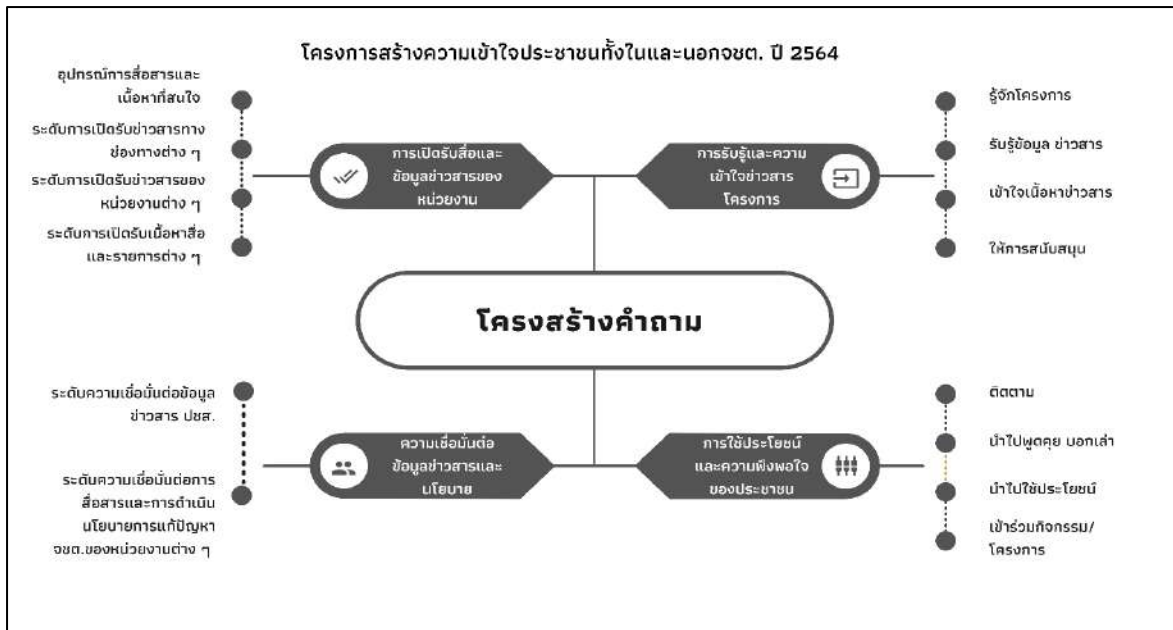 โครงการสร้างความเข้าใจประชาชนทั้งในและนอกจชต. ปี 2564
อุปกรณ์การสื่อสารและ
เนื้อหาที่สนใจ
ระดับการเปิดรับข่าวสารทาง
ช่องทางต่าง ๆ
ระดับการเปิดรับข่าวสารของ
หน่วยงานต่าง ๆ
ระดับการเปิดรับเนื้อหาสื่อ
และรายการต่าง ๆ
การเปิดรับสื่อและ
ข้อมูลข่าวสารของ
หน่วยงาน
การรับรู้และความ
เข้าใจข่าวสาร
โครงการ
รู้จักโครงการ
รับรู้ข้อมูล ข่าวสาร
เข้าใจเนื้อหาข่าวสาร
ให้การสนับสนุน
โครงสร้างคำถาม
ระดับความเชื่อมั่นต่อข้อมูล
ข่าวสาร ปชส.
ระดับความเชื่อมั่นต่อการ
สื่อสารและการดำเนิน
นโยบายการแก้ปัญหา
จชต.ของหน่วยงานต่าง ๆ
ความเชื่อมั่นต่อ
ข้อมูลข่าวสารและ
นโยบาย
การใช้ประโยชน์
และความพึงพอใจ
ของประชาชน
ติดตาม
นำไปพูดคุย บอกเล่า
นำไปใช้ประโยชน์
เข้าร่วมกิจกรรม/
โครงการ